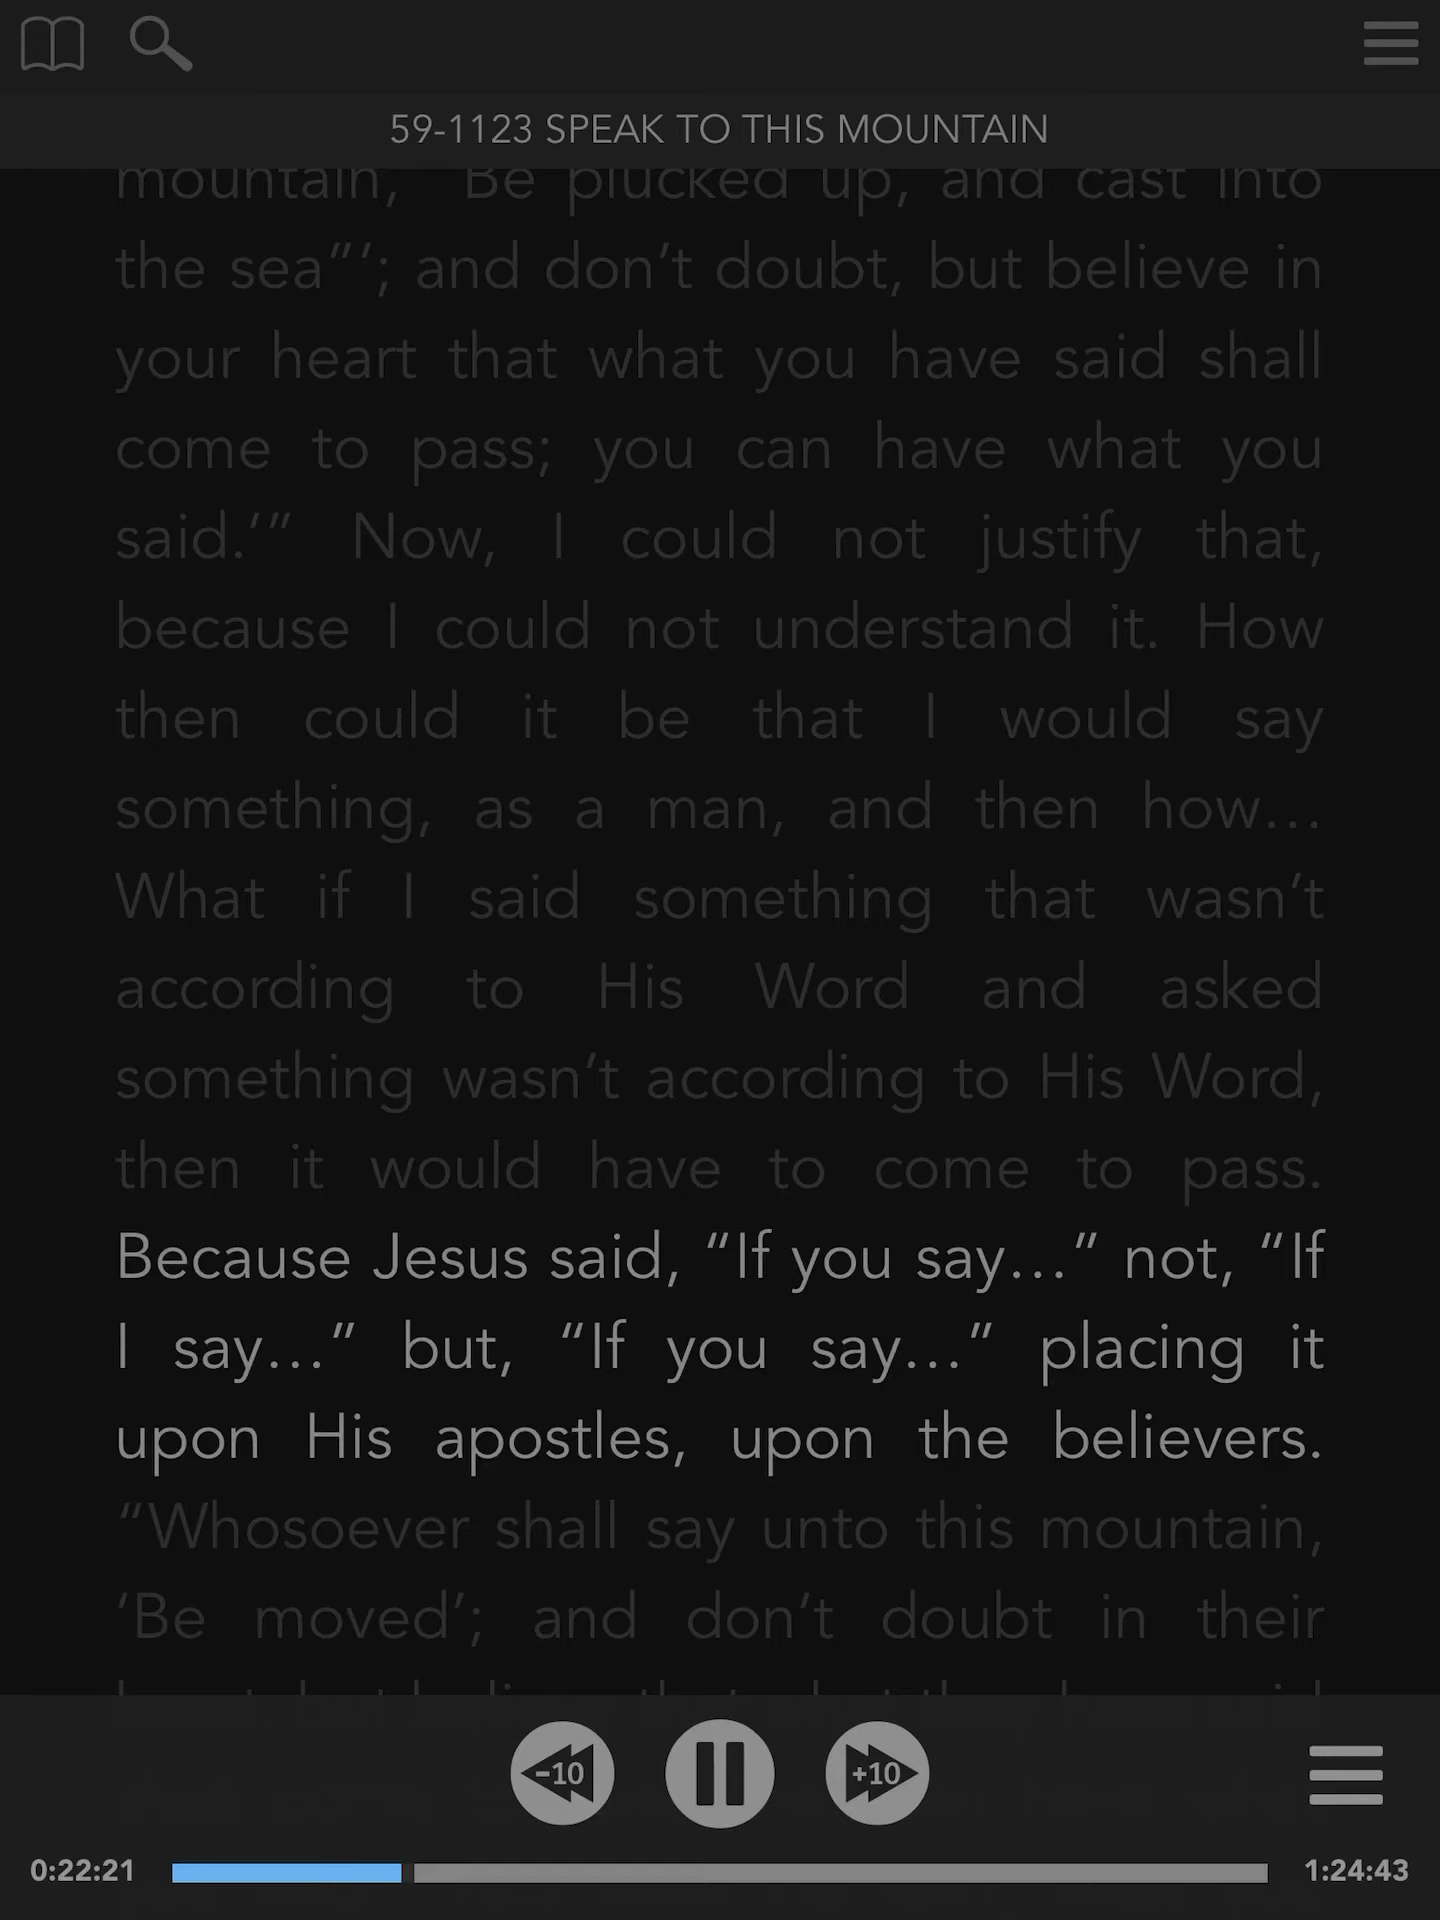 59-1123 SPEAK TO THIS MOUNTAIN
mountain, “Be plucked up, and cast into
the sea”’; and don’t doubt, but believe in
your heart that what you have said shall
come to pass; you can have what you
said.’” Now, I could not justify that,
because I could not understand it. How
then could it be that I would say
something, as a man, and then how…
What if I said something that wasn’t
according to His Word and asked
something wasn’t according to His Word,
then it would have to come to pass.
Because Jesus said, “If you say…” not, “If
I say…” but, “If you say…” placing it
upon His apostles, upon the believers.
“Whosoever shall say unto this mountain,
‘Be moved’; and don’t doubt in their
-10 +10
0:22:21 1:24:43